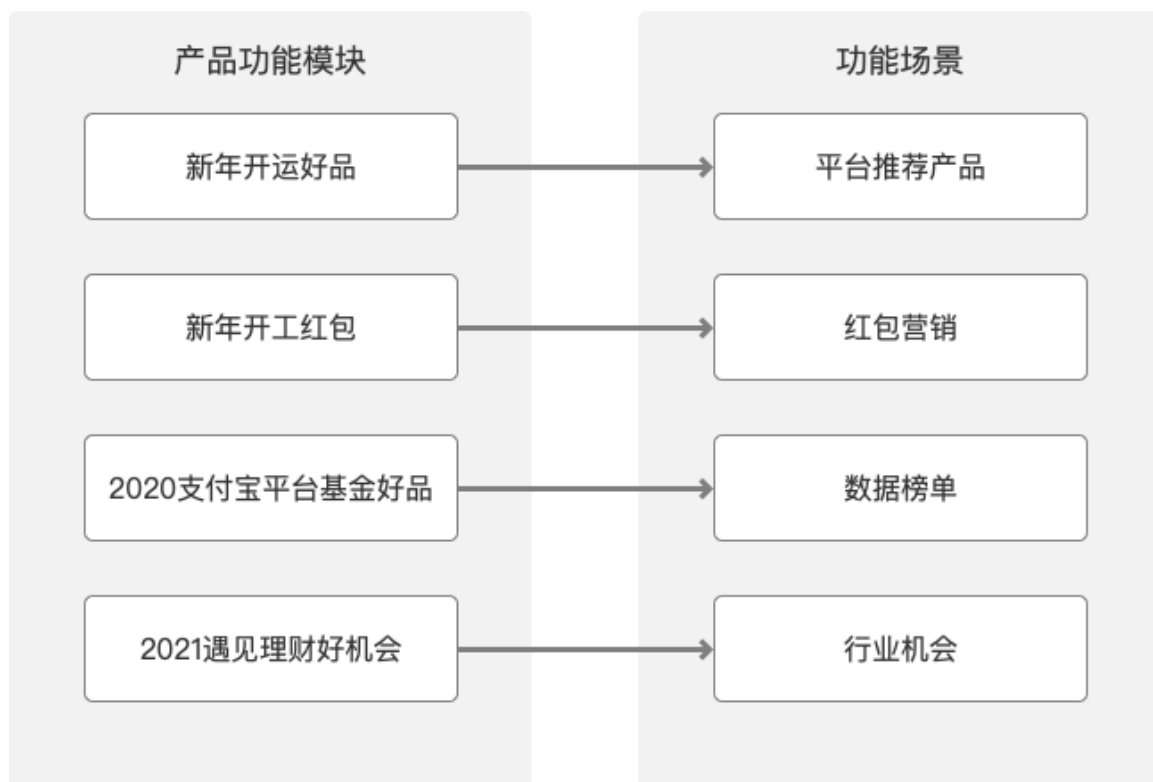 产品功能模块
功能场景
新年开运好品
平台推荐产品
新年开工红包
红包营销
2020支付宝平台基金好品
数据榜单
2021遇见理财好机会
行业机会